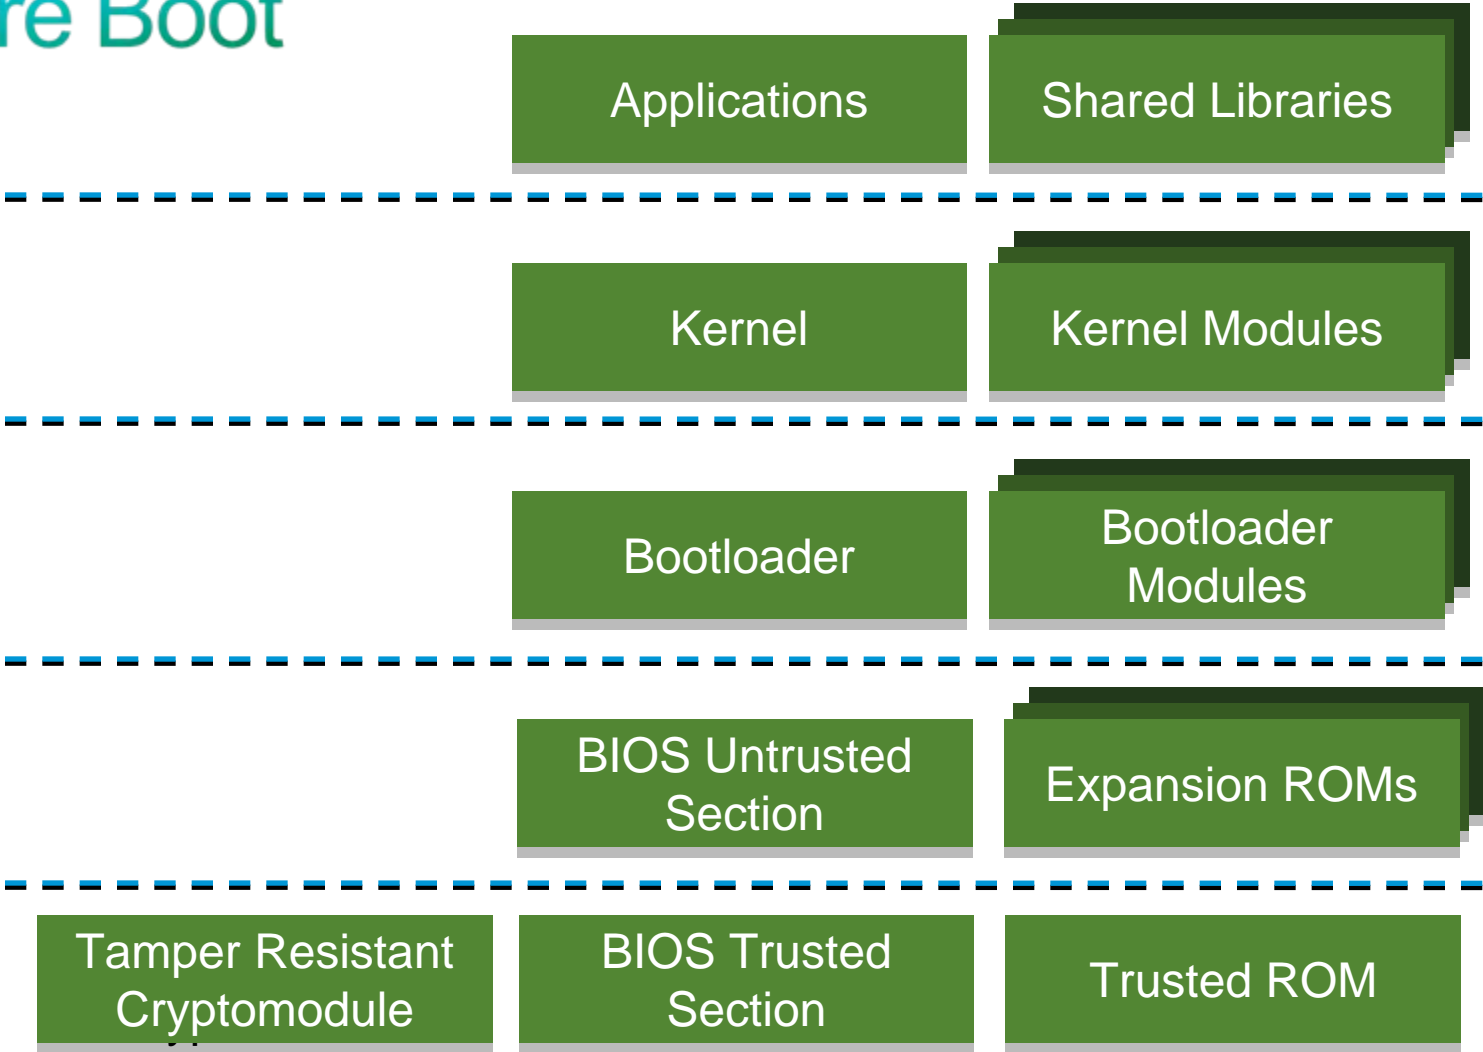 re Boot
Applications
Shared Libraries
Kernel
Kernel Modules
Bootloader
Bootloader
Modules
BIOS Untrusted
Section
Expansion ROMs
Tamper Resistant
Cryptomodule
BIOS Trusted
Section
Trusted ROM